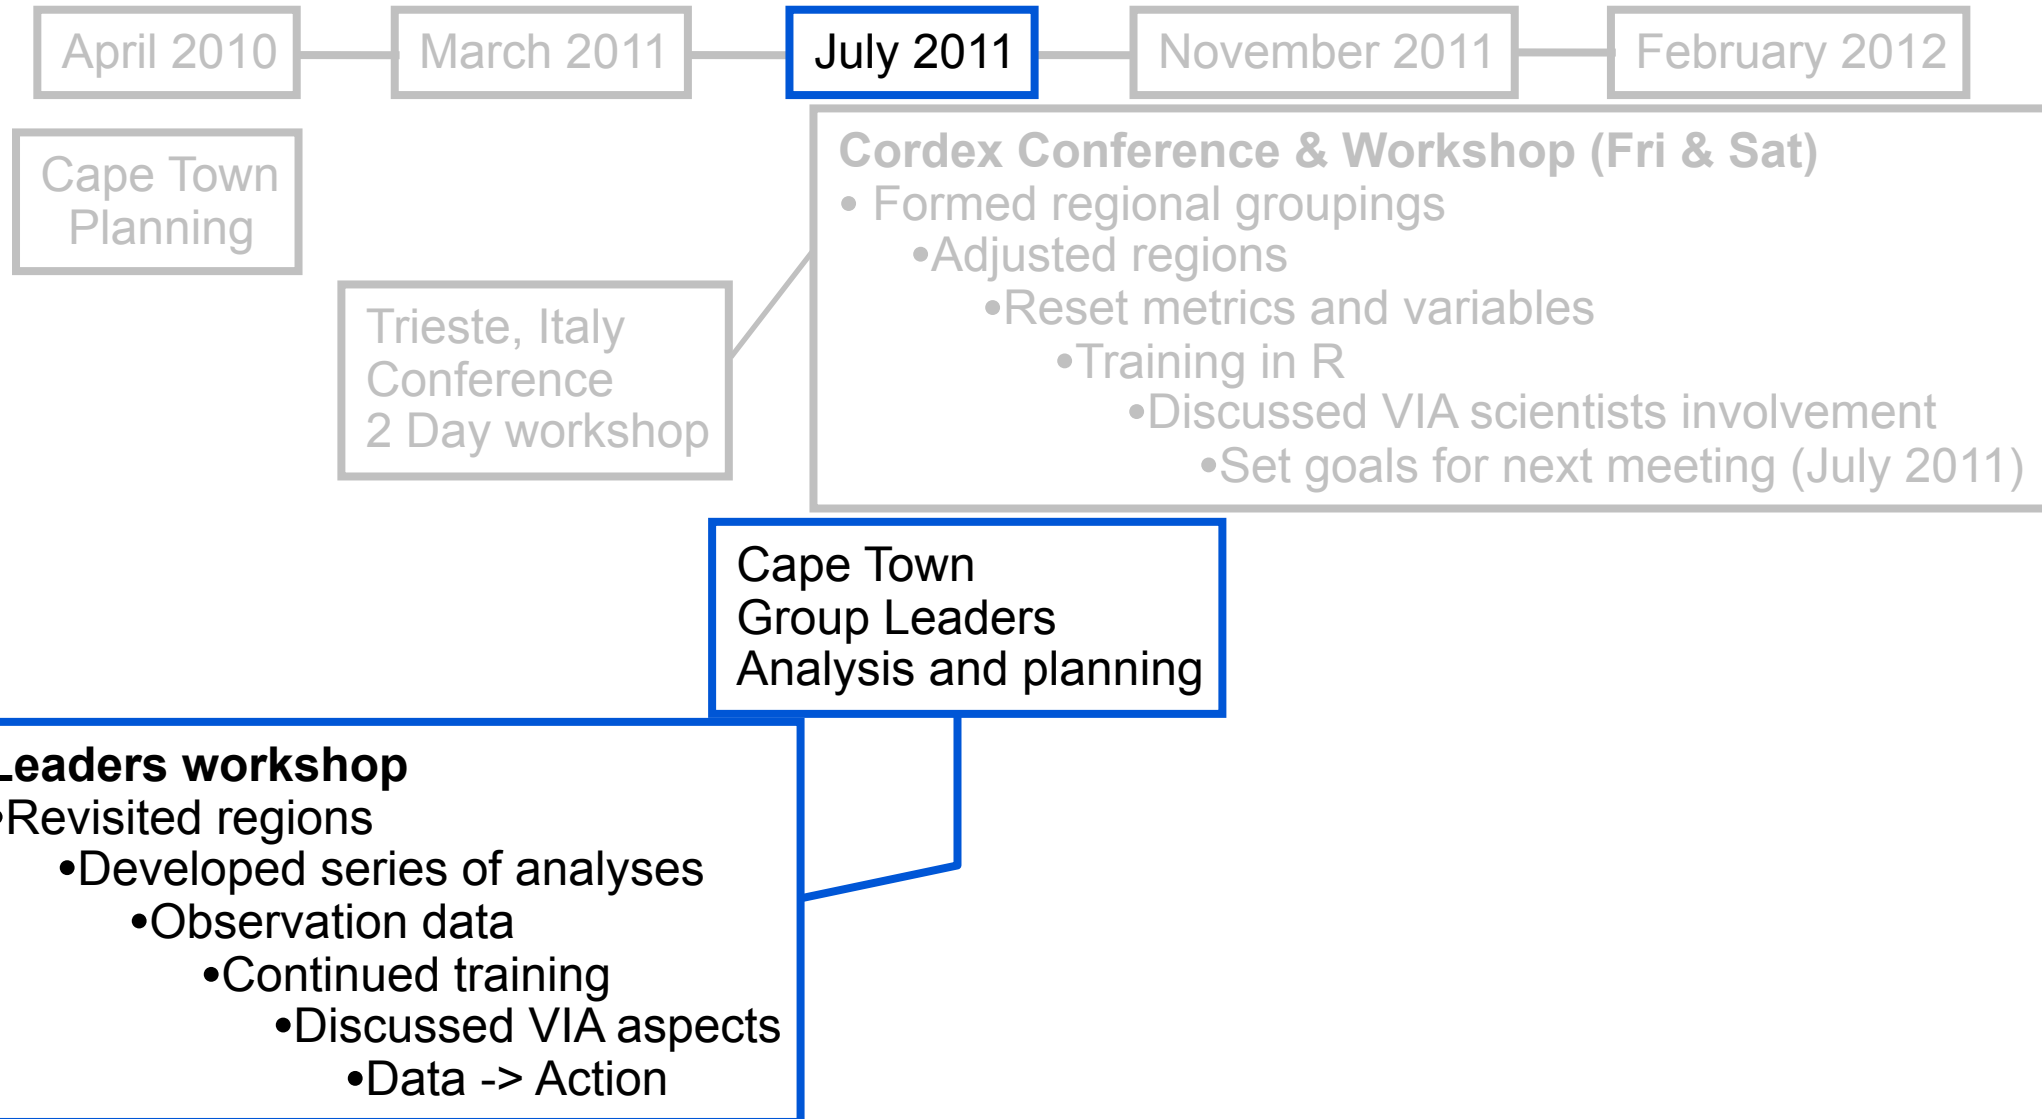 April 2010
March 2011
July 2011
November 2011
February 2012
Cape Town
Planning
Cordex Conference & Workshop (Fri & Sat)
• Formed regional groupings
•Adjusted regions
•Reset metrics and variables
•Training in R
•Discussed VIA scientists involvement
•Set goals for next meeting (July 2011)
Trieste, Italy
Conference
2 Day workshop
Cape Town
Group Leaders
Analysis and planning
Leaders workshop
•Revisited regions
•Developed series of analyses
•Observation data
•Continued training
•Discussed VIA aspects
•Data -> Action